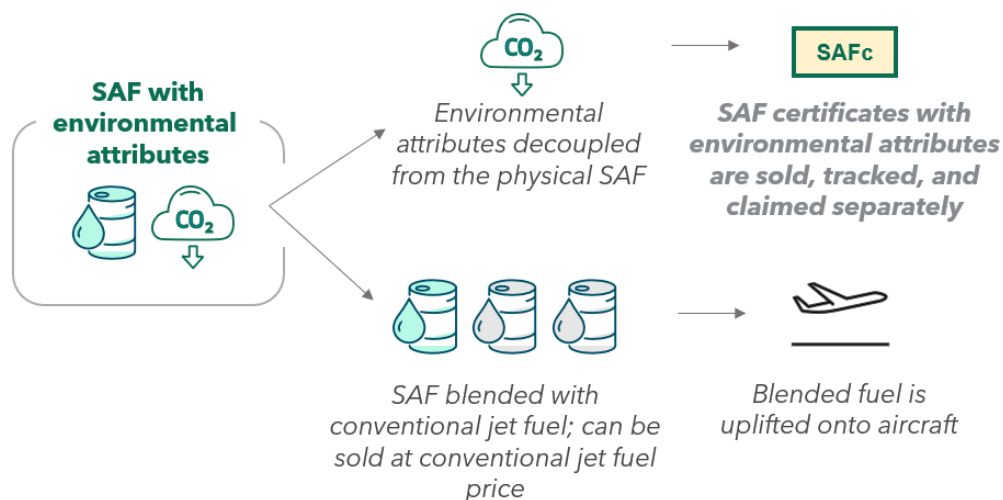 SAF with
environmental
attributes
CO₂
CO₂
Environmental
attributes decoupled
from the physical SAF
SAFc
SAF certificates with
environmental attributes
are sold, tracked, and
claimed separately
SAF blended with
conventional jet fuel; can be
sold at conventional jet fuel
price
Blended fuel is
uplifted onto aircraft